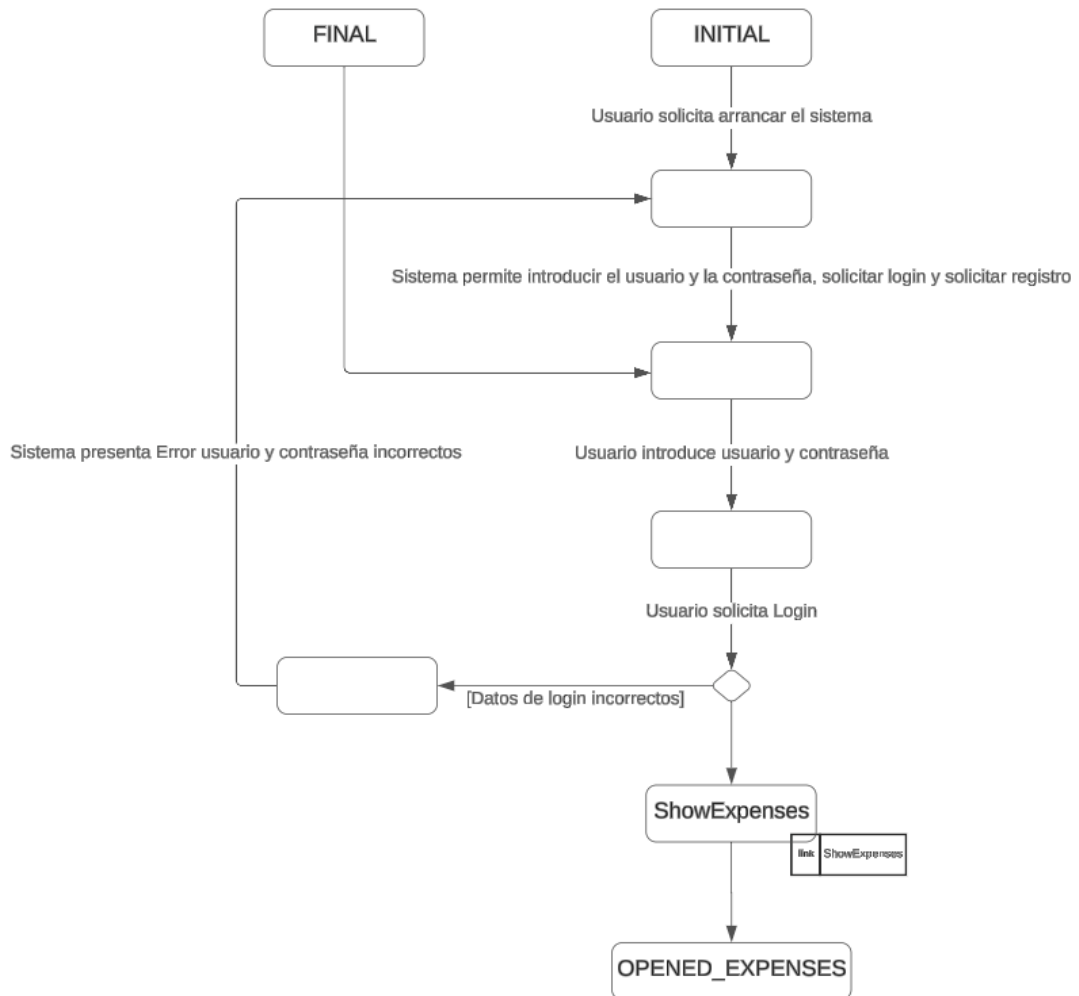 FINAL
INITIAL
Usuario solicita arrancar el sistema
Sistema permite introducir el usuario y la contraseña, solicitar login y solicitar registro
Sistema presenta Error usuario y contraseña incorrectos
Usuario introduce usuario y contraseña
Usuario solicita Login
[Datos de login incorrectos]
ShowExpenses
link
ShowExpenses
OPENED_EXPENSES